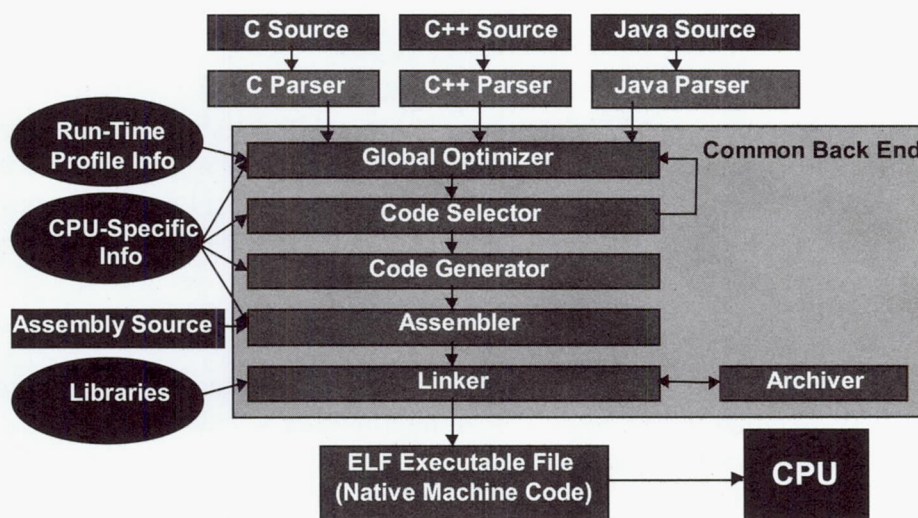 C Source
C++ Source
Java Source
C Parser
C++ Parser
Java Parser
Run-Time
Profile Info
Global Optimizer
Common Back End
CPU-Specific
Info
Code Selector
Code Generator
Assembly Source
Assembler
Libraries
Linker
Archiver
ELF Executable File
(Native Machine Code)
CPU